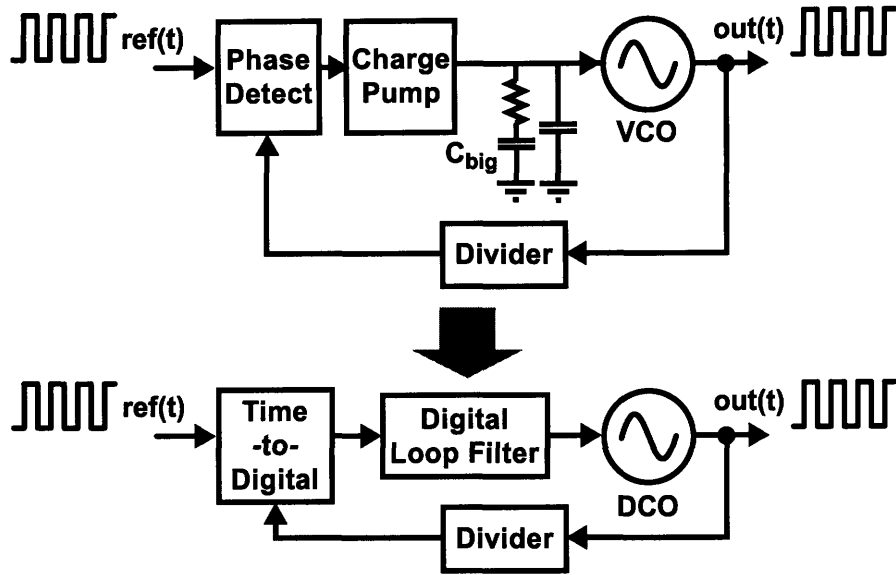 ref(t)
Phase
Detect
Charge
Pump
C_big
VCO
out(t)
Divider
ref(t)
Time
-to-
Digital
Digital
Loop Filter
DCO
out(t)
Divider